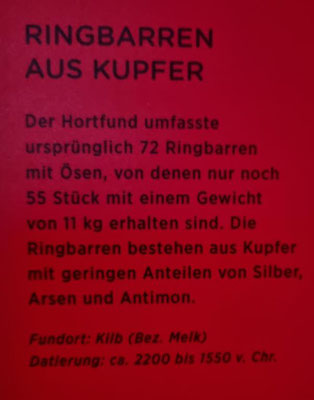 RINGBARREN
AUS KUPFER
Der Hortfund umfasste
ursprünglich 72 Ringbarren
mit Ösen, von denen nur noch
55 Stück mit einem Gewicht
von 11 kg erhalten sind. Die
Ringbarren bestehen aus Kupfer
mit geringen Anteilen von Silber,
Arsen und Antimon.
Fundort: Kilb (Bez. Melk)
Datierung: ca. 2200 bis 1550 v. Chr.